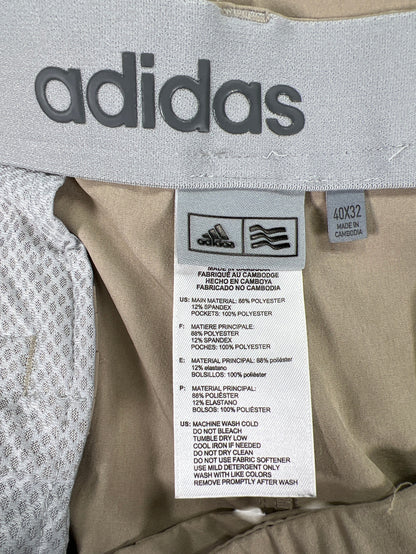 adidas
adidas
40X32
MADE IN
CAMBODIA
MADE IN CAMBODIA
FABRIQUÉ AU CAMBODGE
HECHO EN CAMBOYA
FABRICADO NO CAMBOJA
US: MAIN MATERIAL: 88% POLYESTER
12% SPANDEX
POCKETS: 100% POLYESTER
F: MATIERE PRINCIPALE:
88% POLYESTER
12% SPANDEX
POCHES: 100% POLYESTER
E: MATERIAL PRINCIPAL: 88% poliéster
12% elastano
BOLSILLOS: 100% poliéster
P: MATERIAL PRINCIPAL:
88% POLIÉSTER
12% ELASTANO
BOLSOS: 100% POLIÉSTER
US: MACHINE WASH COLD
DO NOT BLEACH
TUMBLE DRY LOW
COOL IRON IF NEEDED
DO NOT DRY CLEAN
DO NOT USE FABRIC SOFTENER
USE MILD DETERGENT ONLY
WASH WITH LIKE COLORS
REMOVE PROMPTLY AFTER WASH